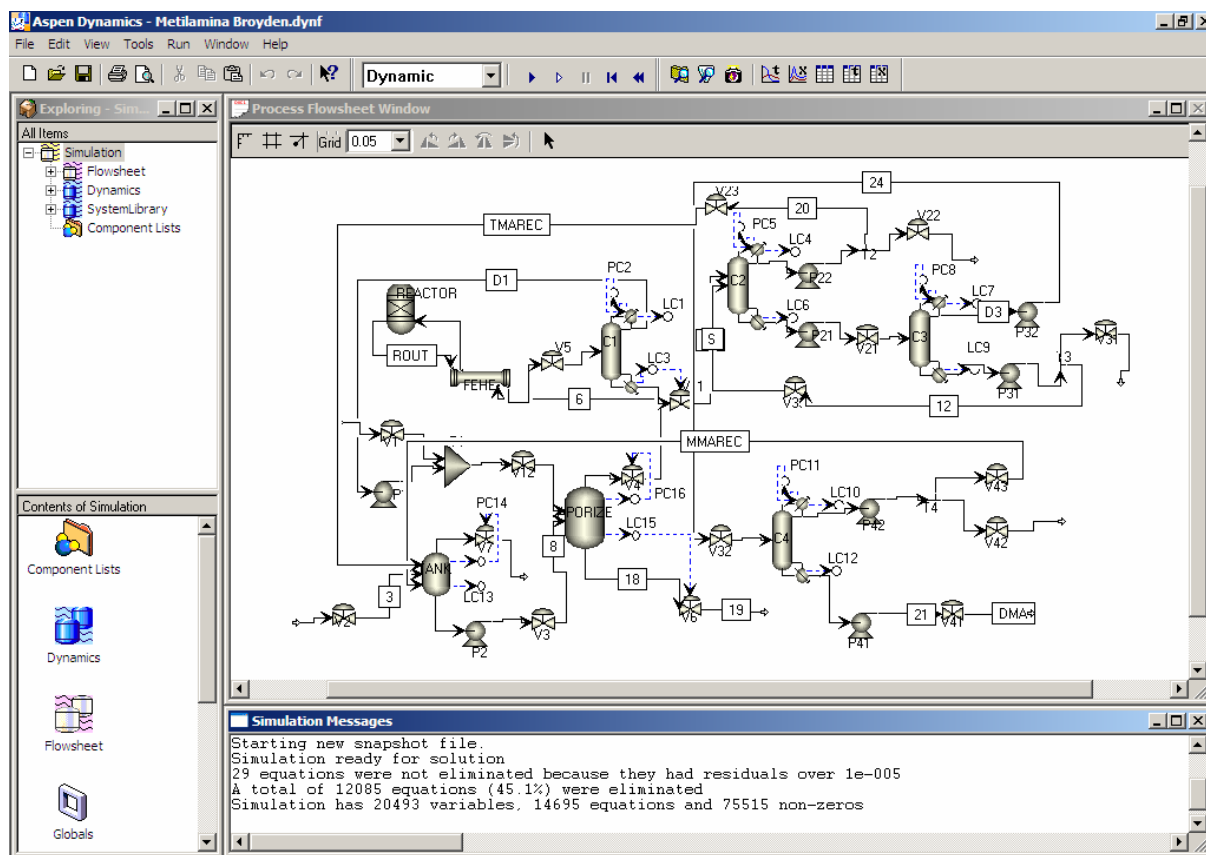 Aspen Dynamics - Metilamina Broyden.dynf
File Edit View Tools Run Window Help
Dynamic
Exploring - Sim...
All Items
Simulation
Flowsheet
Dynamics
SystemLibrary
Component Lists
Contents of Simulation
Component Lists
Dynamics
Flowsheet
Globals
Process Flowsheet Window
Grid 0.05
24
V23
20
V22
TMAREC
PC5
LC4
T2
PC2
PC8
D1
C2
P22
LC7
REACTOR
LC1
LC6
D3
P32
V31
C1
S
P21
V21
C3
ROUT
V5
LC3
LC9
FEHE
P31
6
1
12
MMAREC
V1
V12
V4
PC11
V43
PC16
LC10
PC14
P42
T4
V7
8
LC15
V32
C4
V42
LC12
3
LC13
18
V6
19
V2
P2
V3
P41
21
V41
DMA
Simulation Messages
Starting new snapshot file.
Simulation ready for solution
29 equations were not eliminated because they had residuals over 1e-005
A total of 12085 equations (45.1%) were eliminated
Simulation has 20493 variables, 14695 equations and 75515 non-zeros